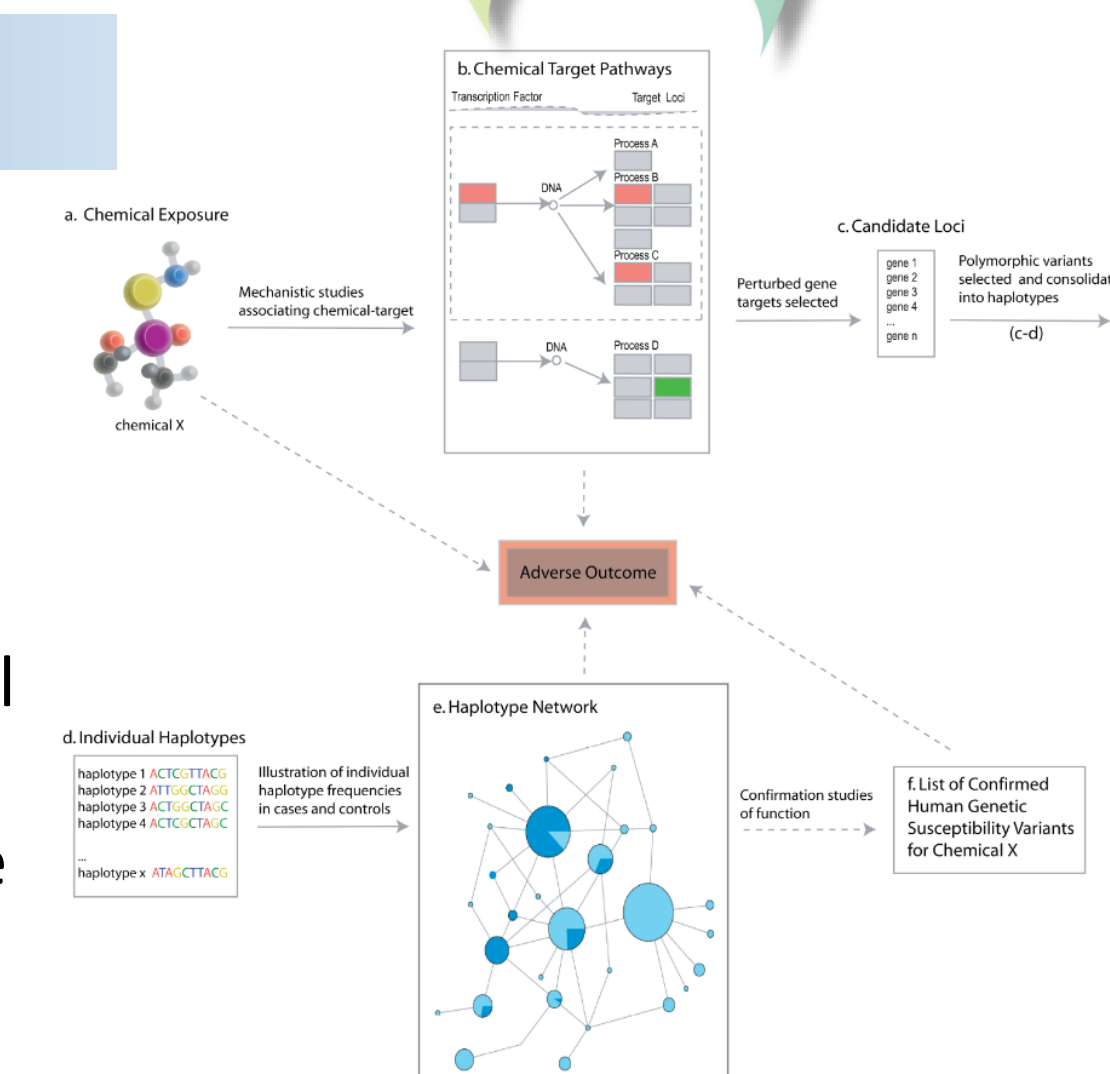 b. Chemical Target Pathways
Transcription Factor
Target Loci
Process A
DNA
Process B
Process C
DNA
Process D
a. Chemical Exposure
chemical X
Mechanistic studies
associating chemical-target
Perturbed gene
targets selected
c. Candidate Loci
gene 1
gene 2
gene 3
gene 4
...
gene n
Polymorphic variants
selected and consolidat
into haplotypes
(c-d)
Adverse Outcome
l
e
d. Individual Haplotypes
haplotype 1 ACTCGTTACG
haplotype 2 ATTGGCTAGG
haplotype 3 ACTGGCTAGC
haplotype 4 ACTCGCTAGC
...
haplotype x ATAGCTTACG
Illustration of individual
haplotype frequencies
in cases and controls
e. Haplotype Network
Confirmation studies
of function
f. List of Confirmed
Human Genetic
Susceptibility Variants
for Chemical X